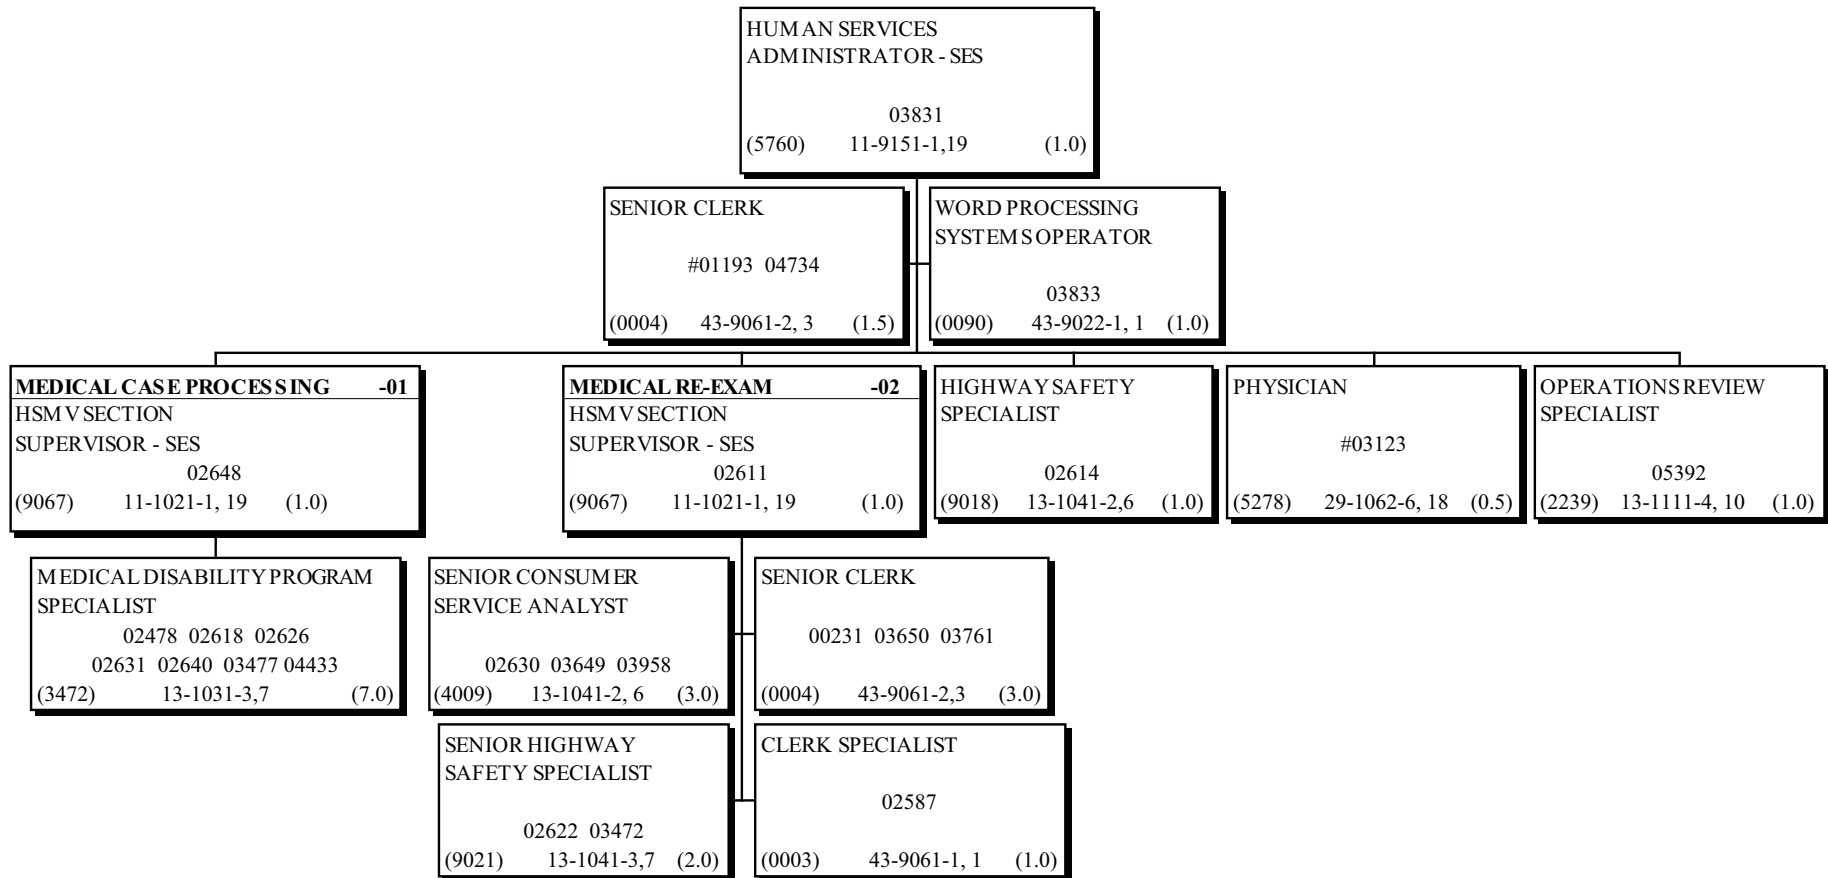 HUMAN SERVICES
ADMINISTRATOR - SES
03831
(5760) 11-9151-1,19 (1.0)
SENIOR CLERK
#01193 04734
(0004) 43-9061-2, 3 (1.5)
WORD PROCESSING
SYSTEMS OPERATOR
03833
(0090) 43-9022-1, 1 (1.0)
MEDICAL CASE PROCESSING -01
HSMV SECTION
SUPERVISOR - SES
02648
(9067) 11-1021-1, 19 (1.0)
MEDICAL RE-EXAM -02
HSMV SECTION
SUPERVISOR - SES
02611
(9067) 11-1021-1, 19 (1.0)
HIGHWAY SAFETY
SPECIALIST
02614
(9018) 13-1041-2,6 (1.0)
PHYSICIAN
#03123
(5278) 29-1062-6, 18 (0.5)
OPERATIONS REVIEW
SPECIALIST
05392
(2239) 13-1111-4, 10 (1.0)
MEDICAL DISABILITY PROGRAM
SPECIALIST
02478 02618 02626
02631 02640 03477 04433
(3472) 13-1031-3,7 (7.0)
SENIOR CONSUMER
SERVICE ANALYST
02630 03649 03958
(4009) 13-1041-2, 6 (3.0)
SENIOR CLERK
00231 03650 03761
(0004) 43-9061-2,3 (3.0)
SENIOR HIGHWAY
SAFETY SPECIALIST
02622 03472
(9021) 13-1041-3,7 (2.0)
CLERK SPECIALIST
02587
(0003) 43-9061-1, 1 (1.0)